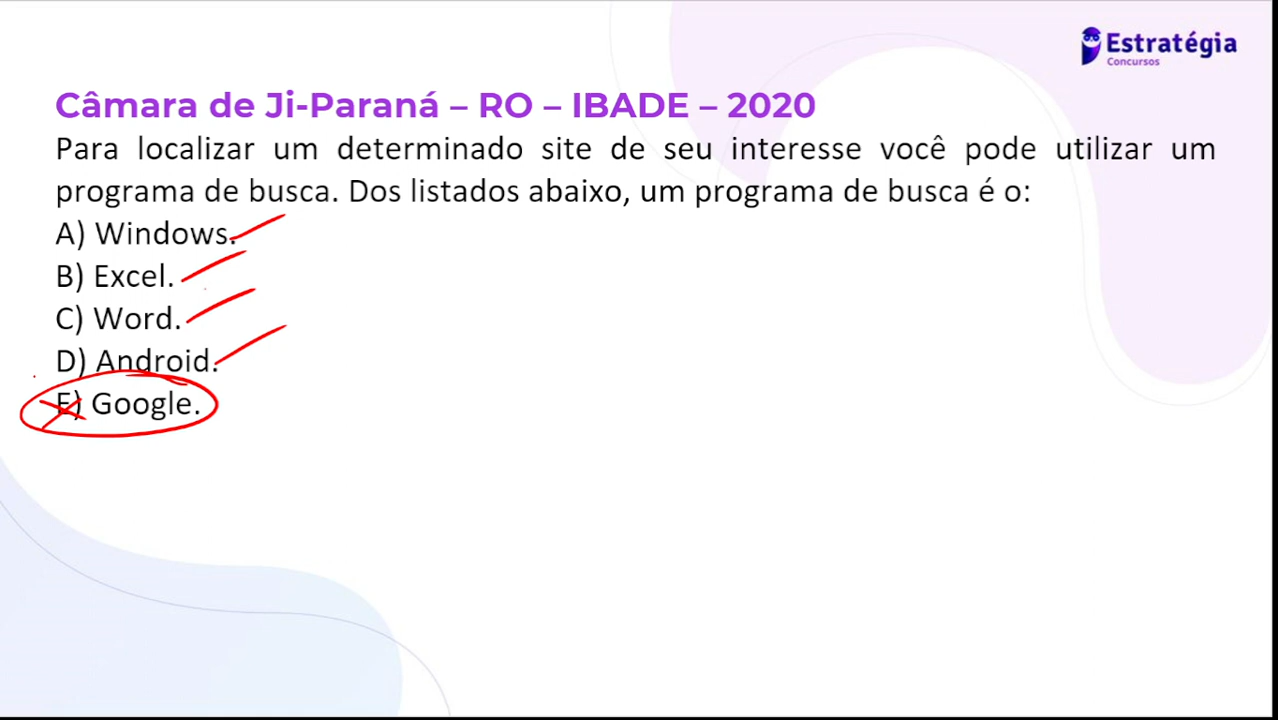 Estratégia
Concursos
Câmara de Ji-Paraná – RO – IBADE – 2020
Para localizar um determinado site de seu interesse você pode utilizar um
programa de busca. Dos listados abaixo, um programa de busca é o:
A) Windows.
B) Excel.
C) Word.
D) Android.
E) Google.